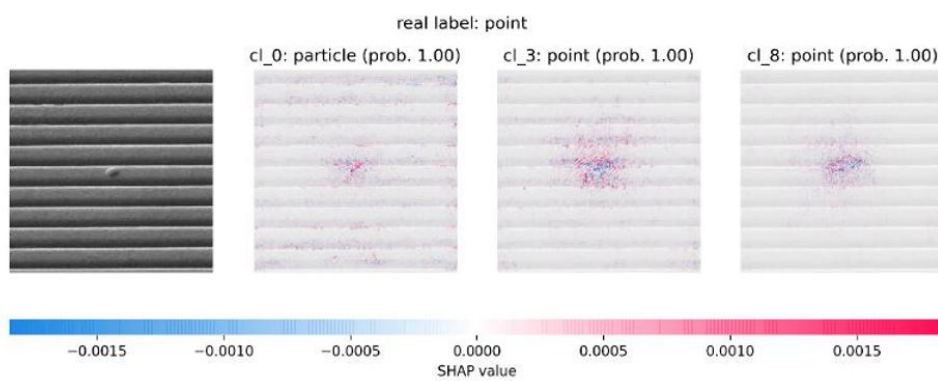 real label: point
cl_0: particle (prob. 1.00) cl_3: point (prob. 1.00) cl_8: point (prob. 1.00)
−0.0015 −0.0010 −0.0005 0.0000 0.0005 0.0010 0.0015
SHAP value